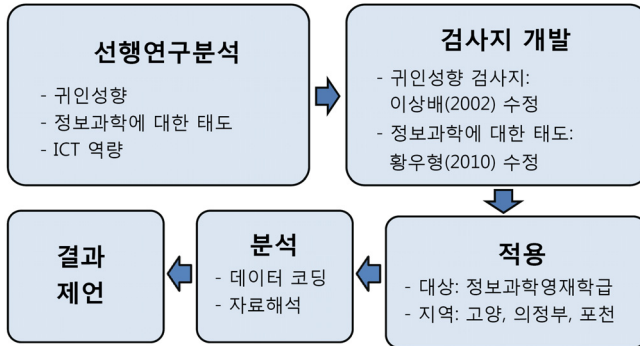 선행연구분석
- 귀인성향
- 정보과학에 대한 태도
- ICT 역량
검사지 개발
- 귀인성향 검사지:
이상배(2002) 수정
- 정보과학에 대한 태도:
황우형(2010) 수정
적용
- 대상: 정보과학영재학급
- 지역: 고양, 의정부, 포천
분석
- 데이터 코딩
- 자료해석
결과
제언